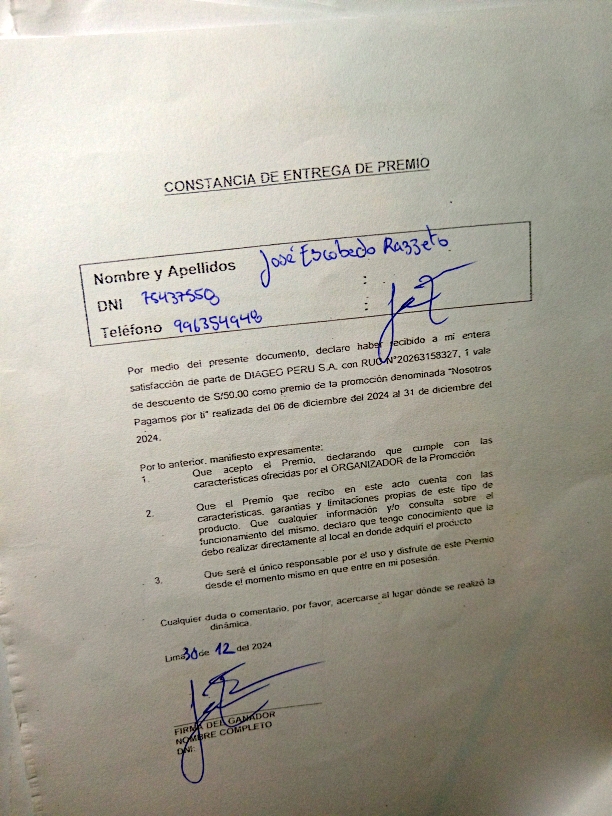 CONSTANCIA DE ENTREGA DE PREMIO
Nombre y Apellidos José Escobedo Razzeto
DNI 75437550 :
Teléfono 996354948 :
Por medio del presente documento, declaro haber recibido a mi entera
satisfacción de parte de DIAGEO PERU S.A. con RUC N°20263158327, 1 vale
de descuento de S/50.00 como premio de la promoción denominada "Nosotros
Pagamos por ti" realizada del 06 de diciembre del 2024 al 31 de diciembre del
2024.
Por lo anterior, manifiesto expresamente:
1. Que acepto el Premio, declarando que cumple con las
características ofrecidas por el ORGANIZADOR de la Promoción
2. Que el Premio que recibo en este acto cuenta con las
características, garantías y limitaciones propias de este tipo de
producto. Que cualquier información y/o consulta sobre el
funcionamiento del mismo, declaro que tengo conocimiento que la
debo realizar directamente al local en donde adquirí el producto
3. Que seré el único responsable por el uso y disfrute de este Premio
desde el momento mismo en que entre en mi posesión.
Cualquier duda o comentario, por favor, acercarse al lugar dónde se realizó la
dinámica.
Lima 30 de 12 del 2024
FIRMA DEL GANADOR
NOMBRE COMPLETO
DNI: